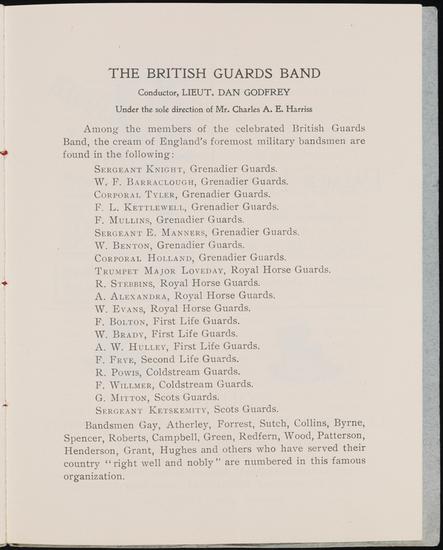 THE BRITISH GUARDS BAND
Conductor, LIEUT. DAN GODFREY
Under the sole direction of Mr. Charles A. E. Harriss
Among the members of the celebrated British Guards
Band, the cream of England's foremost military bandsmen are
found in the following:
SERGEANT KNIGHT, Grenadier Guards.
W. F. BARRACLOUGH, Grenadier Guards.
CORPORAL TYLER, Grenadier Guards.
F. L. KETTLEWELL, Grenadier Guards.
F. MULLINS, Grenadier Guards.
SERGEANT E. MANNERS, Grenadier Guards.
W. BENTON, Grenadier Guards.
CORPORAL HOLLAND, Grenadier Guards.
TRUMPET MAJOR LOVEDAY, Royal Horse Guards.
R. STEBBINS, Royal Horse Guards.
A. ALEXANDRA, Royal Horse Guards.
W. EVANS, Royal Horse Guards.
F. BOLTON, First Life Guards.
W. BRADY, First Life Guards.
A. W. HULLEY, First Life Guards.
F. FRYE, Second Life Guards.
R. POWIS, Coldstream Guards.
F. WILLMER, Coldstream Guards.
G. MITTON, Scots Guards.
SERGEANT KETSKEMITY, Scots Guards.
Bandsmen Gay, Atherley, Forrest, Sutch, Collins, Byrne,
Spencer, Roberts, Campbell, Green, Redfern, Wood, Patterson,
Henderson, Grant, Hughes and others who have served their
country "right well and nobly" are numbered in this famous
organization.